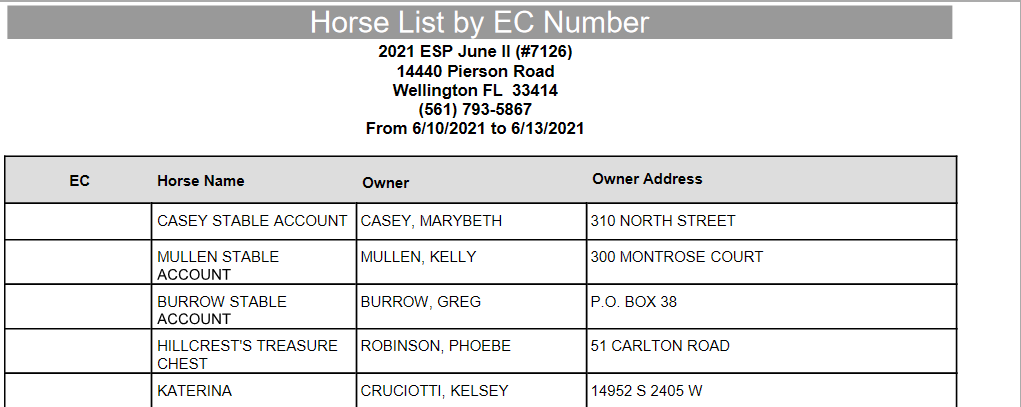 Horse List by EC Number
2021 ESP June II (#7126)
14440 Pierson Road
Wellington FL 33414
(561) 793-5867
From 6/10/2021 to 6/13/2021
EC Horse Name Owner Owner Address
CASEY STABLE ACCOUNT CASEY, MARYBETH 310 NORTH STREET
MULLEN STABLE MULLEN, KELLY 300 MONTROSE COURT
ACCOUNT
BURROW STABLE BURROW, GREG P.O. BOX 38
ACCOUNT
HILLCREST'S TREASURE ROBINSON, PHOEBE 51 CARLTON ROAD
CHEST
KATERINA CRUCIOTTI, KELSEY 14952 S 2405 W